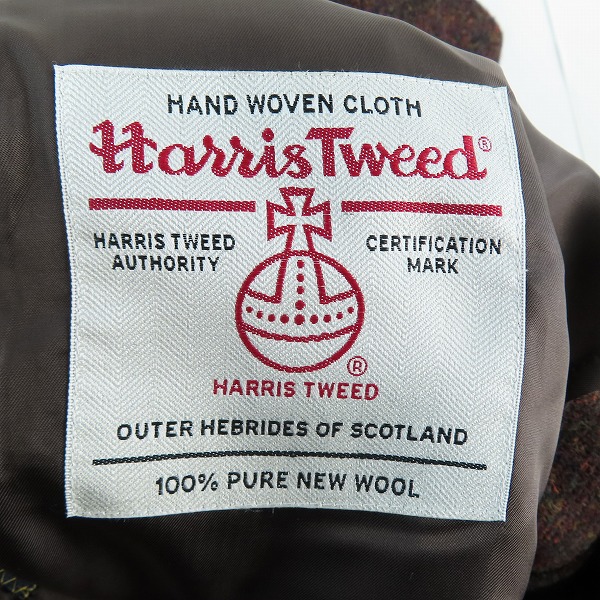 HAND WOVEN CLOTH
Harris Tweed®
HARRIS TWEED AUTHORITY
CERTIFICATION MARK
®
HARRIS TWEED
OUTER HEBRIDES OF SCOTLAND
100% PURE NEW WOOL